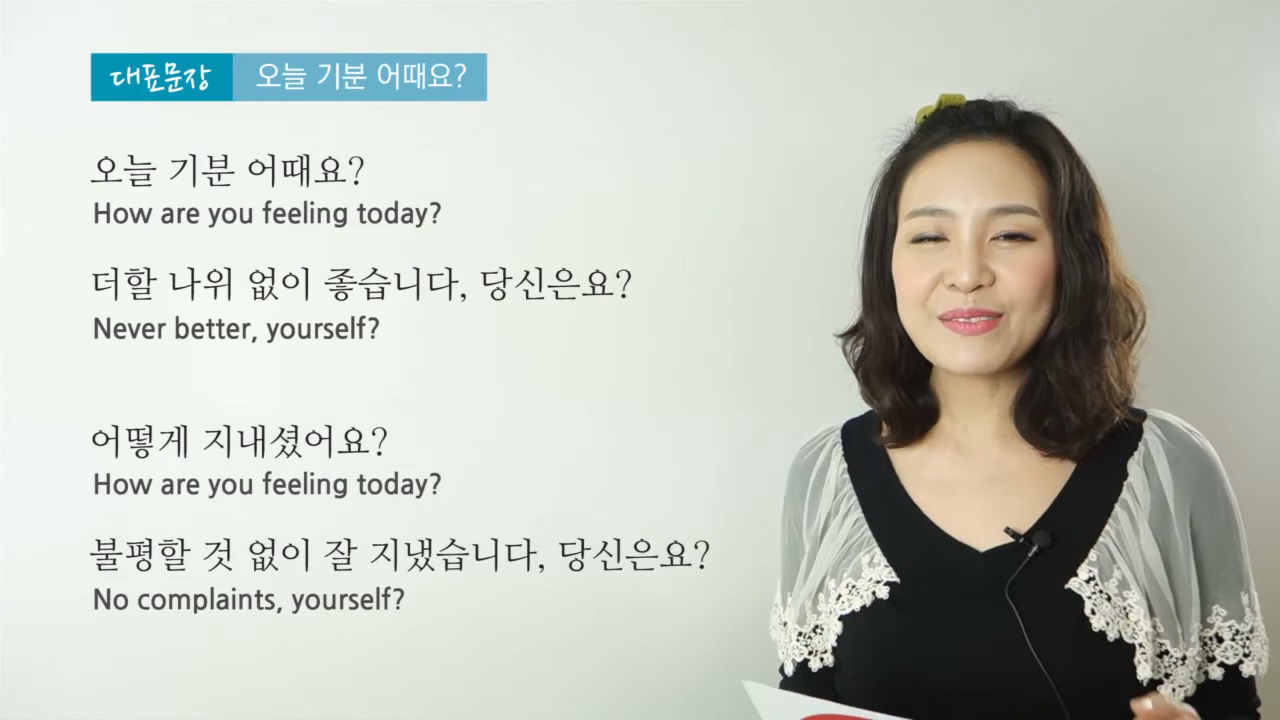 대표문장 오늘 기분 어때요?
오늘 기분 어때요?
How are you feeling today?
더할 나위 없이 좋습니다, 당신은요?
Never better, yourself?
어떻게 지내셨어요?
How are you feeling today?
불평할 것 없이 잘 지냈습니다, 당신은요?
No complaints, yourself?